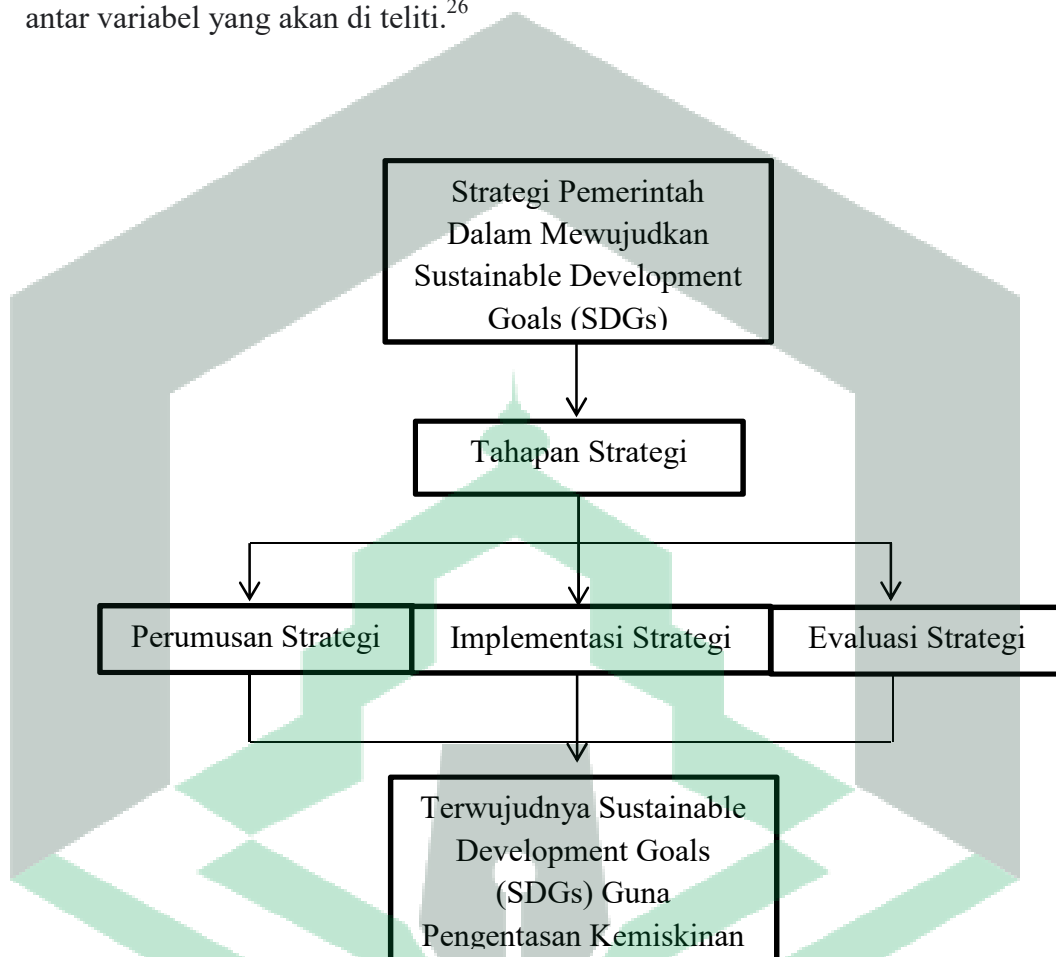 antar variabel yang akan di teliti.26
Strategi Pemerintah
Dalam Mewujudkan
Sustainable Development
Goals (SDGs)
Tahapan Strategi
Perumusan Strategi
Implementasi Strategi
Evaluasi Strategi
Terwujudnya Sustainable
Development Goals
(SDGs) Guna
Pengentasan Kemiskinan